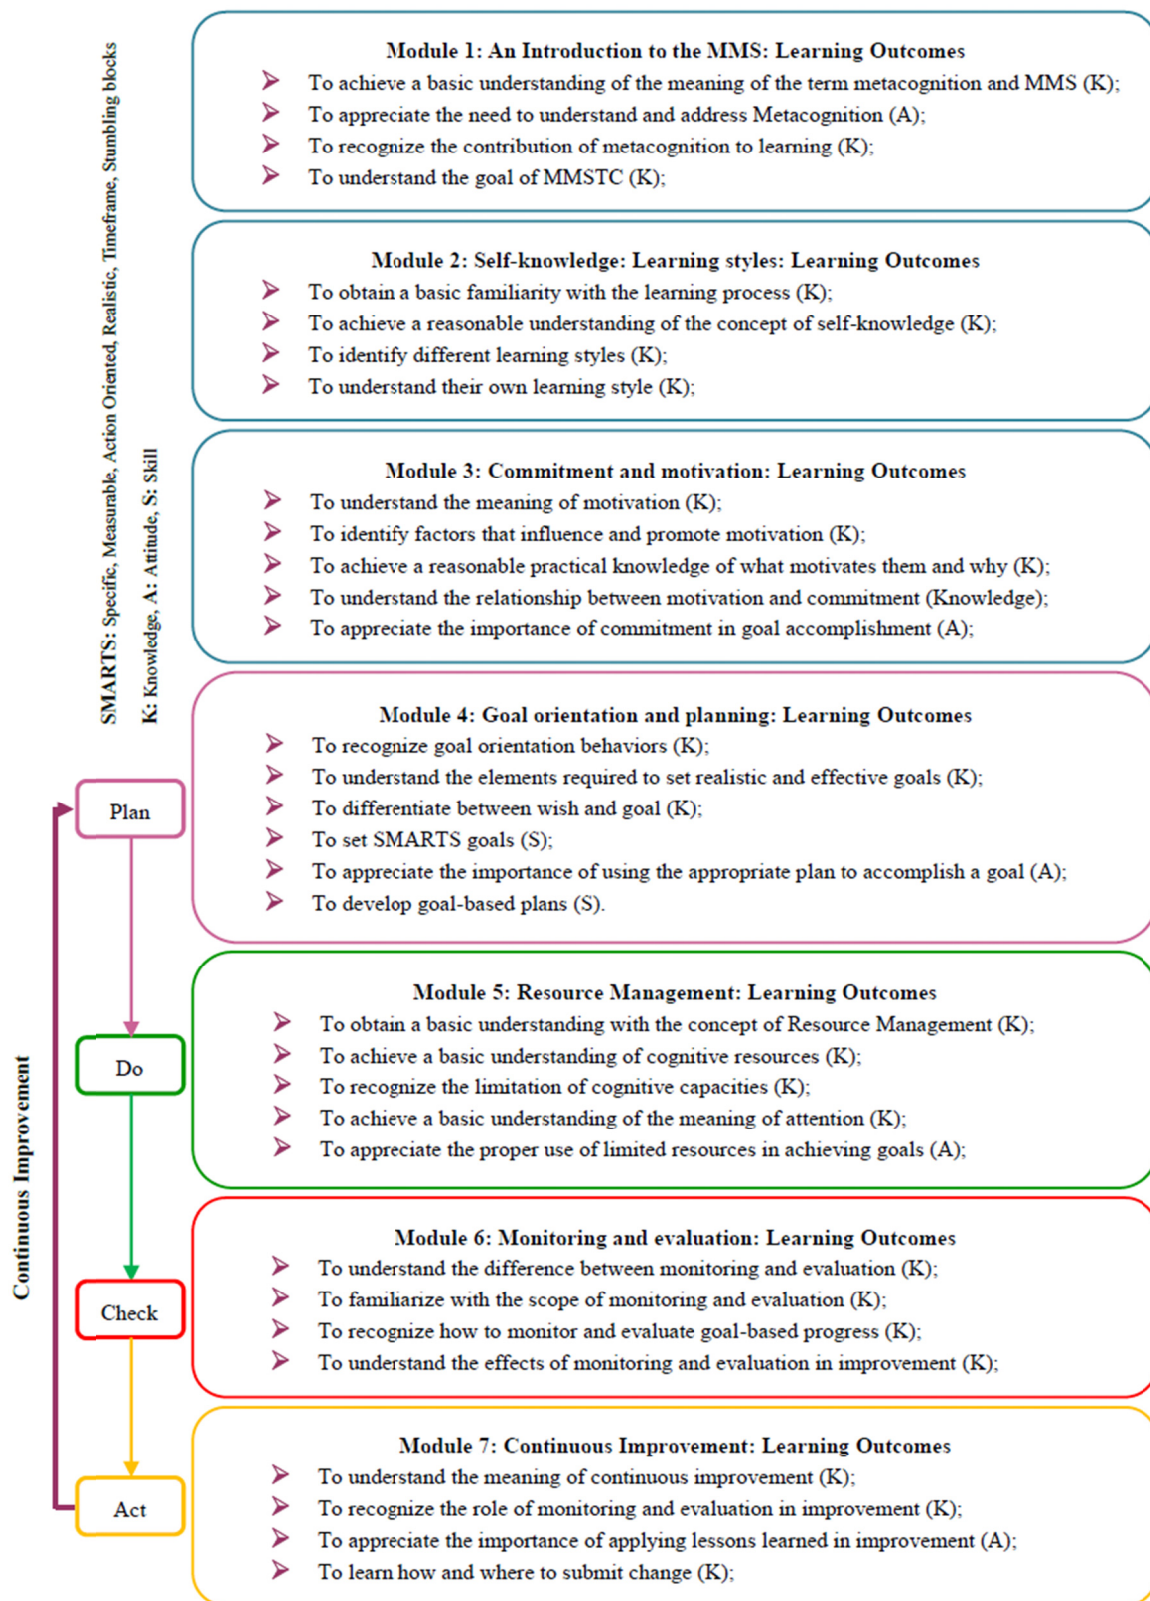 SMARTS: Specific, Measurable, Action Oriented, Realistic, Timeframe, Stumbling blocks
K: Knowledge, A: Attitude, S: Skill
Module 1: An Introduction to the MMS: Learning Outcomes
➤ To achieve a basic understanding of the meaning of the term metacognition and MMS (K);
➤ To appreciate the need to understand and address Metacognition (A);
➤ To recognize the contribution of metacognition to learning (K);
➤ To understand the goal of MMSTC (K);
Module 2: Self-knowledge: Learning styles: Learning Outcomes
➤ To obtain a basic familiarity with the learning process (K);
➤ To achieve a reasonable understanding of the concept of self-knowledge (K);
➤ To identify different learning styles (K);
➤ To understand their own learning style (K);
Module 3: Commitment and motivation: Learning Outcomes
➤ To understand the meaning of motivation (K);
➤ To identify factors that influence and promote motivation (K);
➤ To achieve a reasonable practical knowledge of what motivates them and why (K);
➤ To understand the relationship between motivation and commitment (Knowledge);
➤ To appreciate the importance of commitment in goal accomplishment (A);
Continuous Improvement
Plan
Module 4: Goal orientation and planning: Learning Outcomes
➤ To recognize goal orientation behaviors (K);
➤ To understand the elements required to set realistic and effective goals (K);
➤ To differentiate between wish and goal (K);
➤ To set SMARTS goals (S);
➤ To appreciate the importance of using the appropriate plan to accomplish a goal (A);
➤ To develop goal-based plans (S).
Do
Module 5: Resource Management: Learning Outcomes
➤ To obtain a basic understanding with the concept of Resource Management (K);
➤ To achieve a basic understanding of cognitive resources (K);
➤ To recognize the limitation of cognitive capacities (K);
➤ To achieve a basic understanding of the meaning of attention (K);
➤ To appreciate the proper use of limited resources in achieving goals (A);
Check
Module 6: Monitoring and evaluation: Learning Outcomes
➤ To understand the difference between monitoring and evaluation (K);
➤ To familiarize with the scope of monitoring and evaluation (K);
➤ To recognize how to monitor and evaluate goal-based progress (K);
➤ To understand the effects of monitoring and evaluation in improvement (K);
Act
Module 7: Continuous Improvement: Learning Outcomes
➤ To understand the meaning of continuous improvement (K);
➤ To recognize the role of monitoring and evaluation in improvement (K);
➤ To appreciate the importance of applying lessons learned in improvement (A);
➤ To learn how and where to submit change (K);